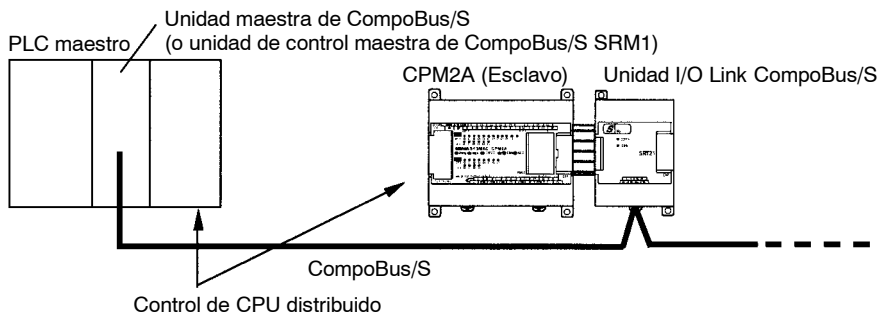 Unidad maestra de CompoBus/S
(o unidad de control maestra de CompoBus/S SRM1)
PLC maestro
CPM2A (Esclavo)
Unidad I/O Link CompoBus/S
SRT21
CompoBus/S
Control de CPU distribuido